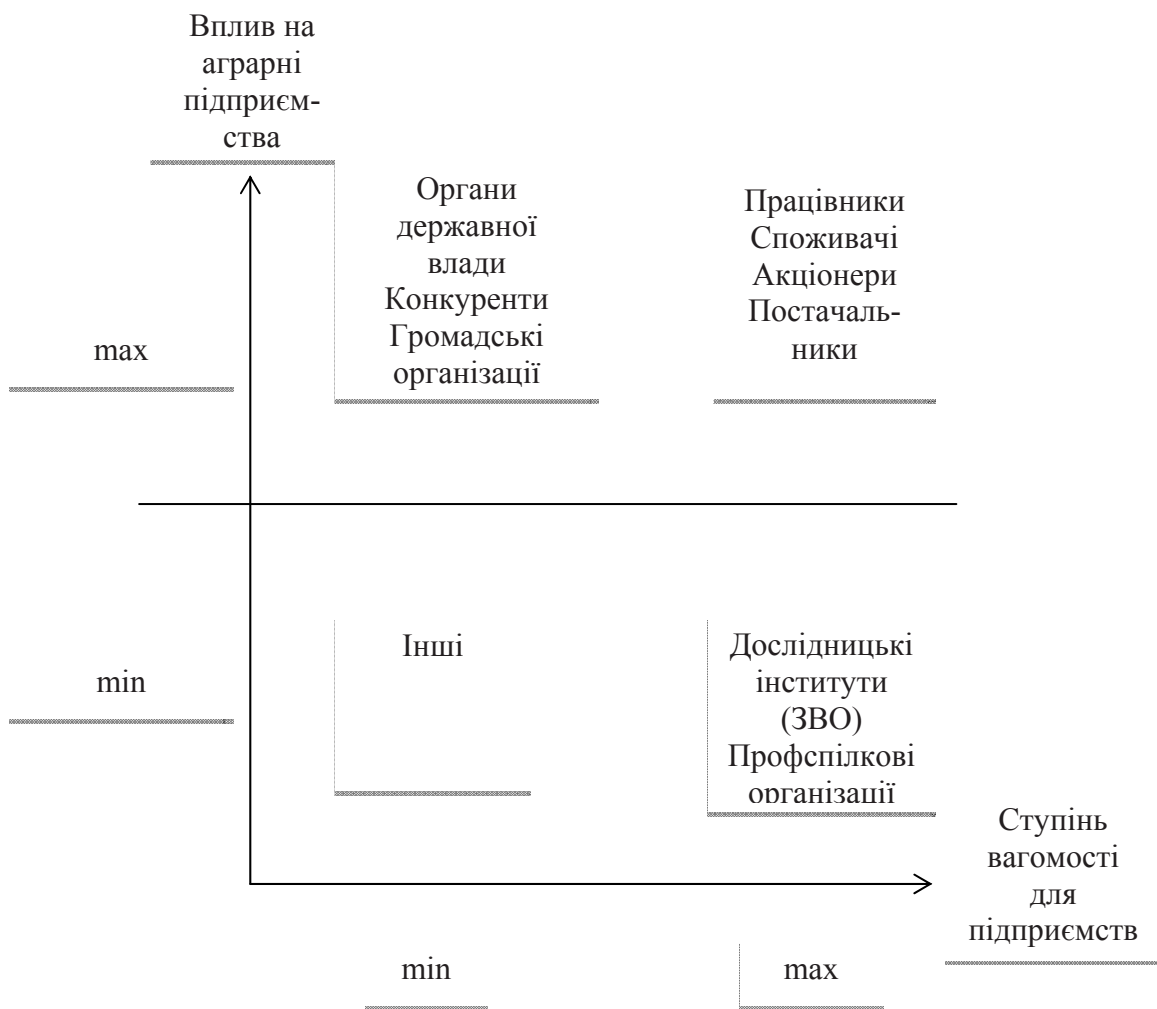 Вплив на
аграрні
підприєм-
ства
Органи
державної
влади
Конкуренти
Громадські
організації
Працівники
Споживачі
Акціонери
Постачаль-
ники
max
Інші
Дослідницькі
інститути
(ЗВО)
Профспілкові
організації
min
Ступінь
вагомості
для
підприємств
min
max